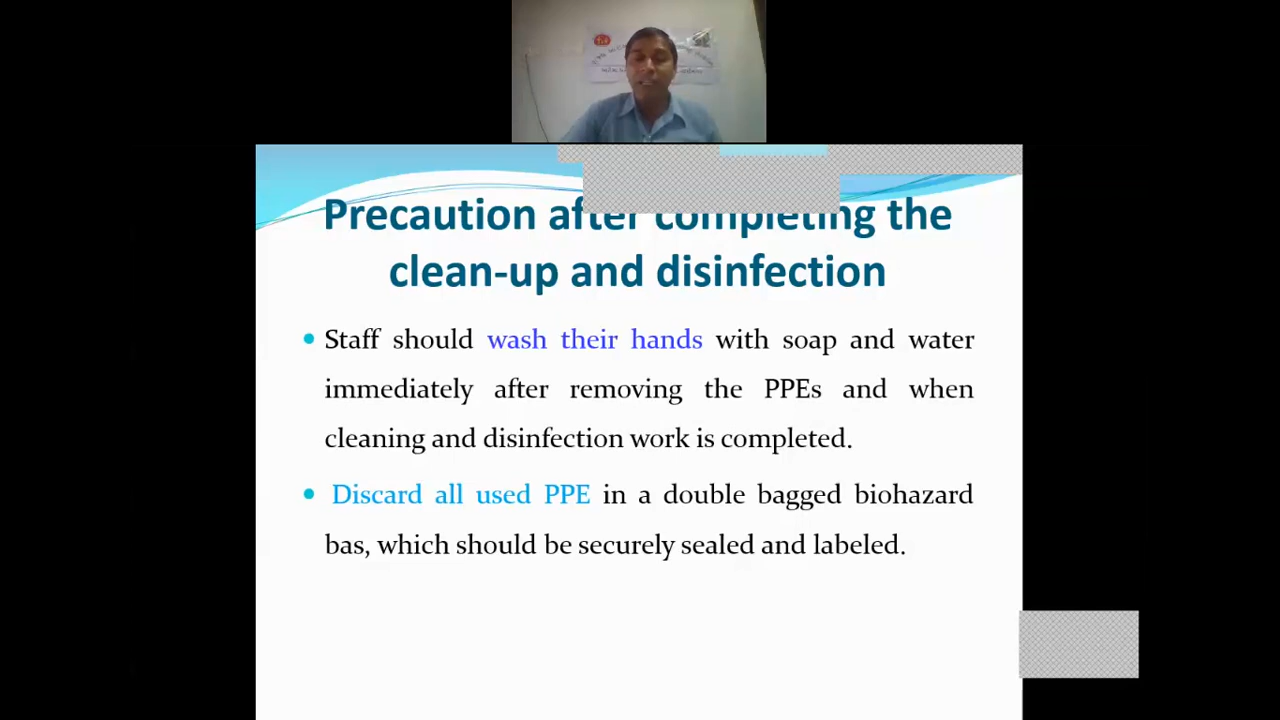 Precaution after completing the
clean-up and disinfection
Staff should wash their hands with soap and water
immediately after removing the PPEs and when
cleaning and disinfection work is completed.
Discard all used PPE in a double bagged biohazard
bas, which should be securely sealed and labeled.